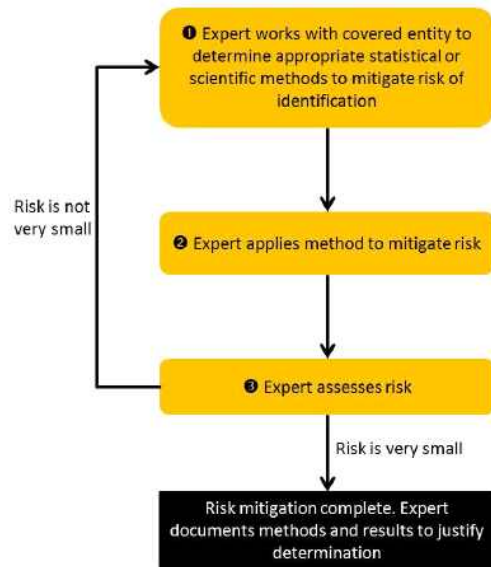 ❶ Expert works with covered entity to
determine appropriate statistical or
scientific methods to mitigate risk of
identification
Risk is not
very small
❷ Expert applies method to mitigate risk
❸ Expert assesses risk
Risk is very small
Risk mitigation complete. Expert
documents methods and results to justify
determination